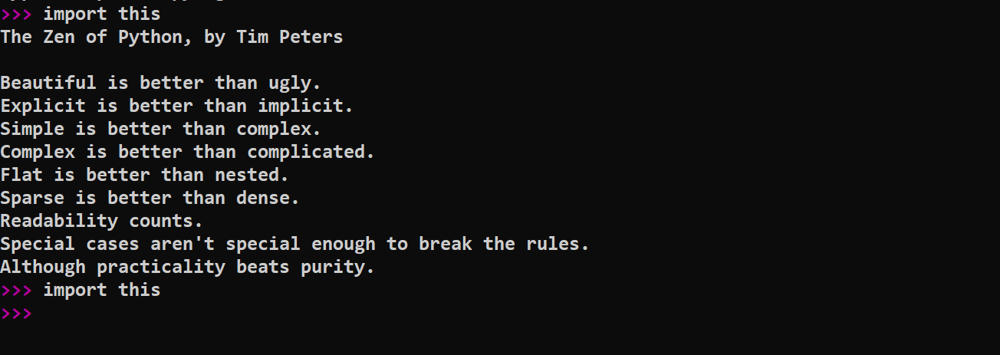 >>> import this
The Zen of Python, by Tim Peters

Beautiful is better than ugly.
Explicit is better than implicit.
Simple is better than complex.
Complex is better than complicated.
Flat is better than nested.
Sparse is better than dense.
Readability counts.
Special cases aren't special enough to break the rules.
Although practicality beats purity.
>>> import this
>>>